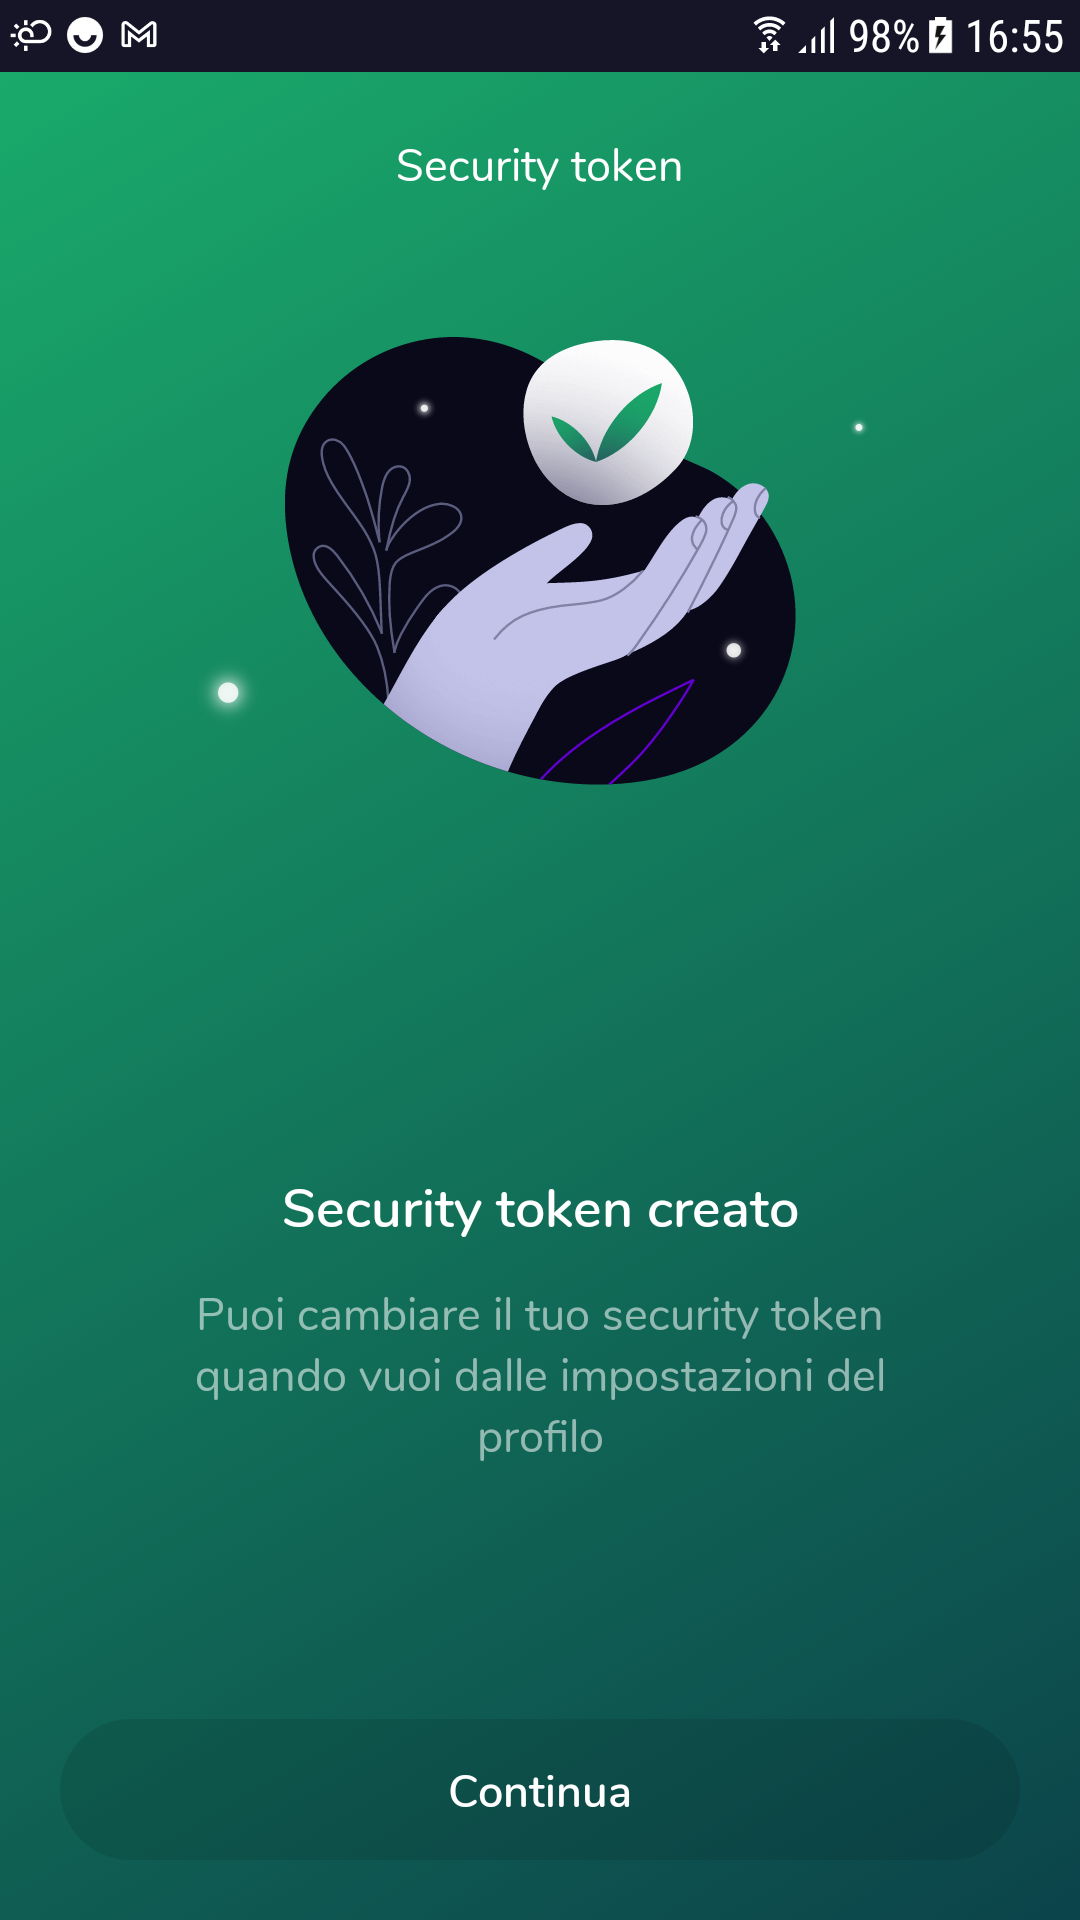 98% 16:55
Security token
Security token creato
Puoi cambiare il tuo security token
quando vuoi dalle impostazioni del
profilo
Continua